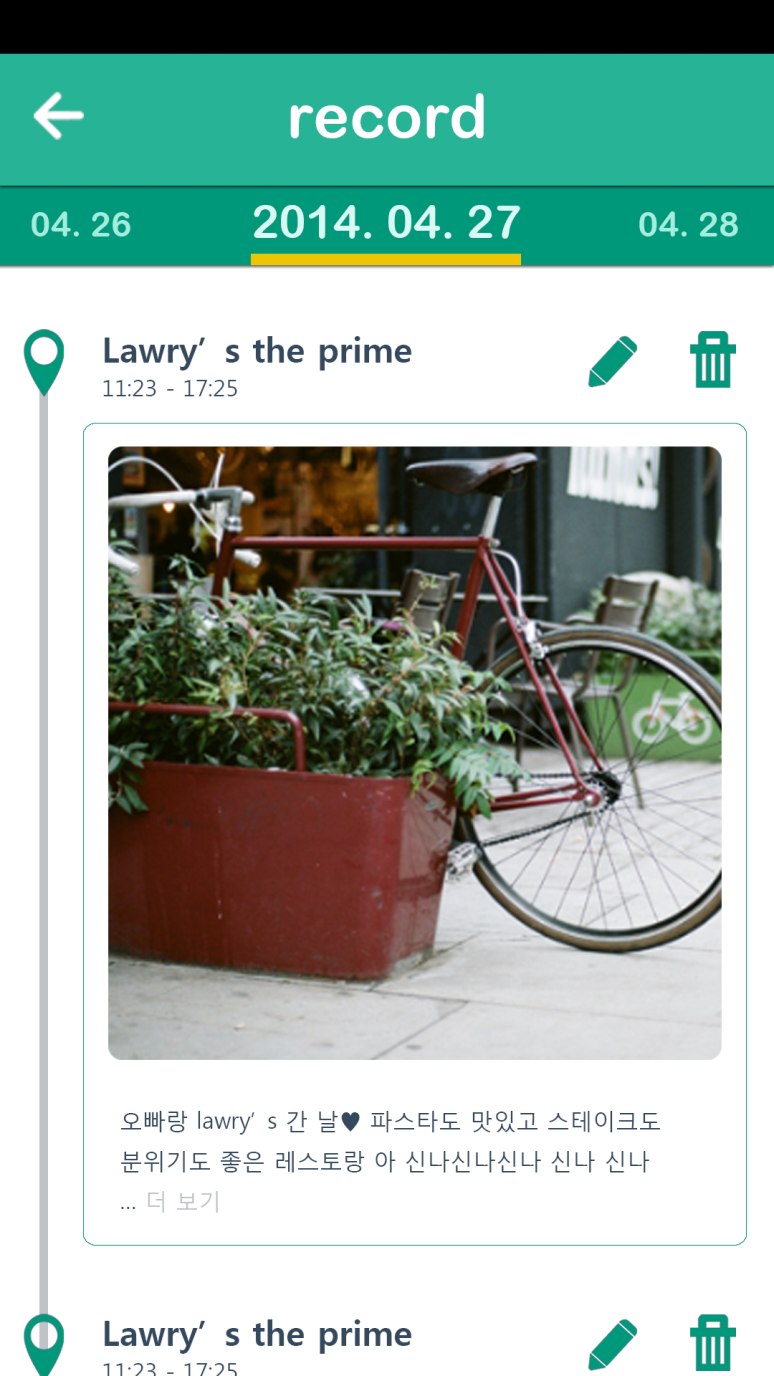 record
04. 26
2014. 04. 27
04. 28
Lawry’ s the prime
11:23 - 17:25
오빠랑 lawry’ s 간 날♥ 파스타도 맛있고 스테이크도
분위기도 좋은 레스토랑 아 신나신나신나 신나 신나
... 더 보기
Lawry’ s the prime
11:23 - 17:25